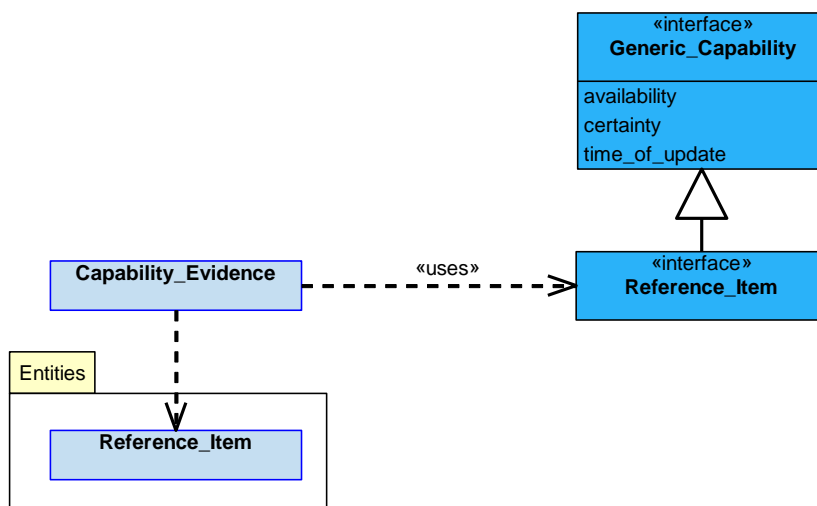 «interface»
Generic_Capability
availability
certainty
time_of_update
Capability_Evidence
«uses»
«interface»
Reference_Item
Entities
Reference_Item